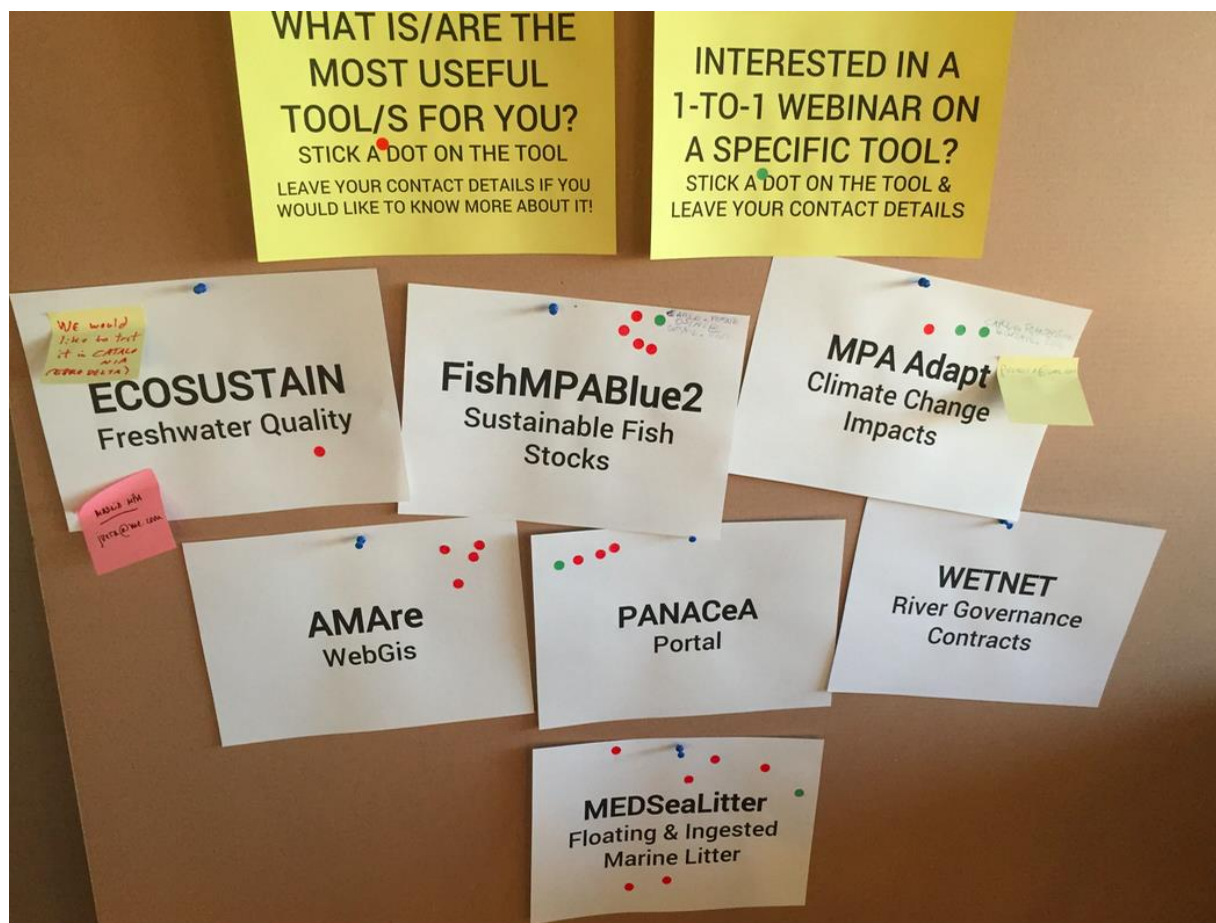 WHAT IS/ARE THE
MOST USEFUL
TOOL/S FOR YOU?
STICK A DOT ON THE TOOL
LEAVE YOUR CONTACT DETAILS IF YOU
WOULD LIKE TO KNOW MORE ABOUT IT!
INTERESTED IN A
1-TO-1 WEBINAR ON
A SPECIFIC TOOL?
STICK A DOT ON THE TOOL &
LEAVE YOUR CONTACT DETAILS
WE would
like to test
it in CATALO
NIA
ECOSUSTAIN
Freshwater Quality
FishMPABlue2
Sustainable Fish
Stocks
MPA Adapt
Climate Change
Impacts
AMAre
WebGis
PANACeA
Portal
WETNET
River Governance
Contracts
MEDSeaLitter
Floating & Ingested
Marine Litter